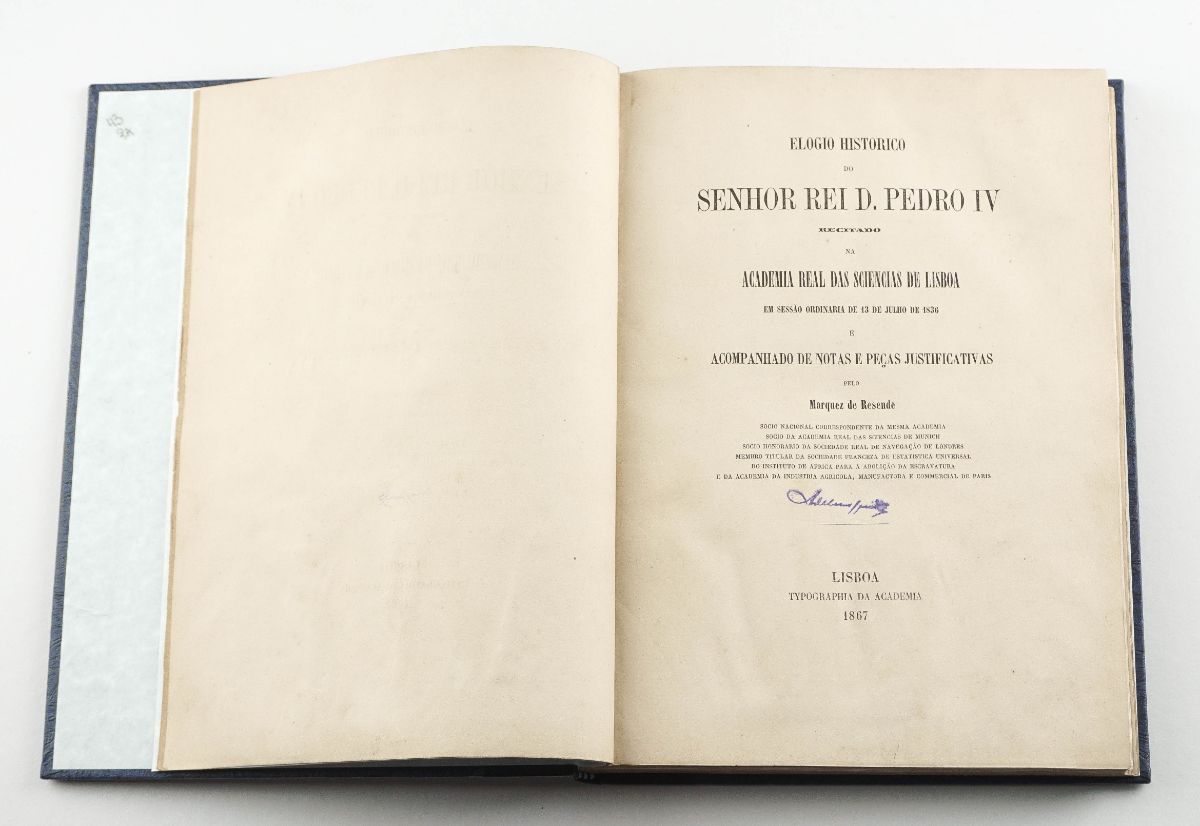 ELOGIO HISTORICO
DO
SENHOR REI D. PEDRO IV
RECITADO
NA
ACADEMIA REAL DAS SCIENCIAS DE LISBOA
EM SESSÃO ORDINARIA DE 13 DE JULHO DE 1836
E
ACOMPANHADO DE NOTAS E PEÇAS JUSTIFICATIVAS
PELO
Marquez de Resende
SOCIO NACIONAL CORRESPONDENTE DA MESMA ACADEMIA
SOCIO DA ACADEMIA REAL DAS SCIENCIAS DE MUNICH
SOCIO HONORARIO DA SOCIEDADE REAL DE NAVEGAÇÃO DE LONDRES
MEMBRO TITULAR DA SOCIEDADE FRANCEZA DE ESTATISTICA UNIVERSAL
DO INSTITUTO DE AFRICA PARA A ABOLIÇÃO DA ESCRAVATURA
E DA ACADEMIA DA INDUSTRIA AGRICOLA, MANUFACTORA E COMMERCIAL DE PARIS
LISBOA
TYPOGRAPHIA DA ACADEMIA
1867